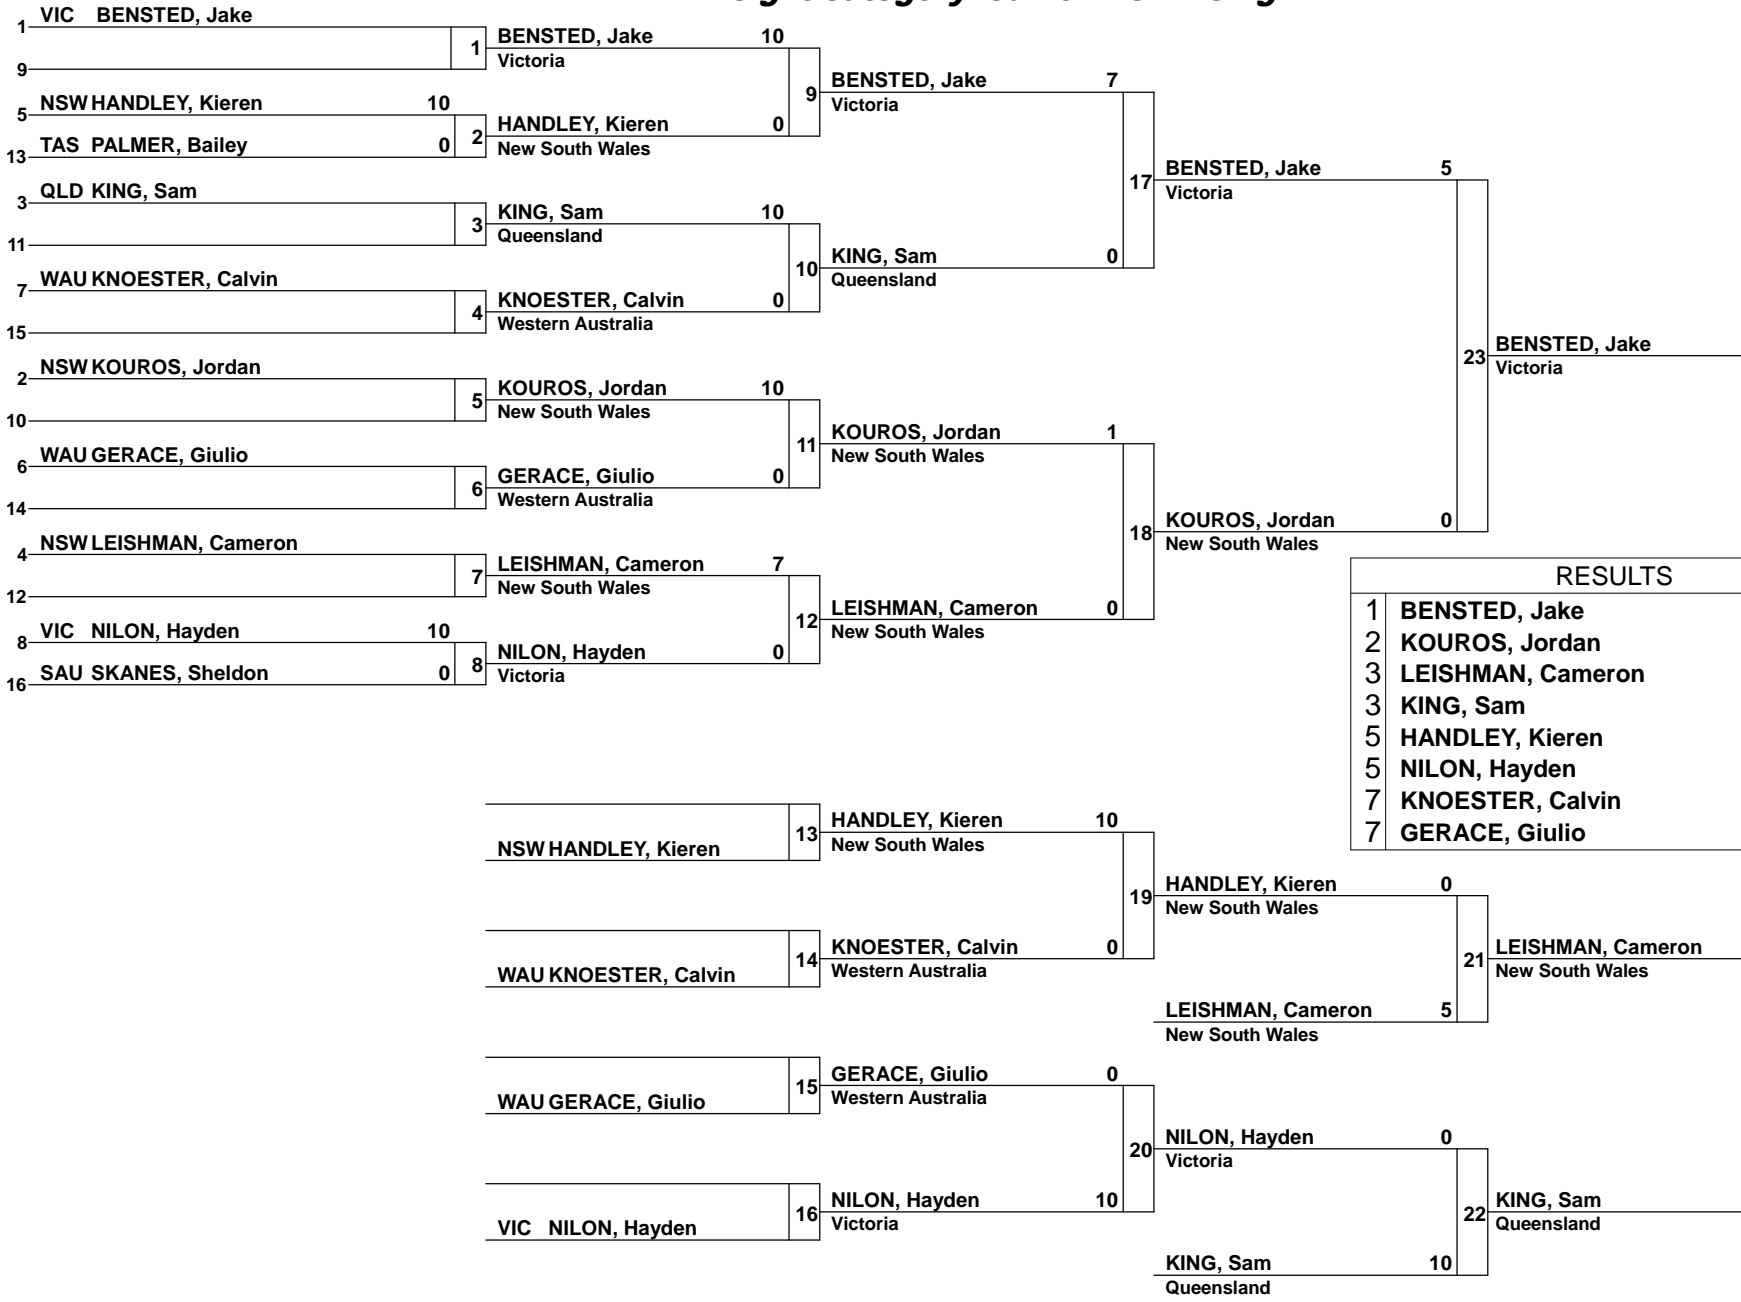 1 VIC BENSTED, Jake
9
1 BENSTED, Jake 10
Victoria
5 NSW HANDLEY, Kieren 10
13 TAS PALMER, Bailey 0
2 HANDLEY, Kieren 0
New South Wales
9 BENSTED, Jake 7
Victoria
3 QLD KING, Sam
11
3 KING, Sam 10
Queensland
7 WAU KNOESTER, Calvin
15
4 KNOESTER, Calvin 0
Western Australia
10 KING, Sam 0
Queensland
17 BENSTED, Jake 5
Victoria
2 NSW KOUROS, Jordan
10
5 KOUROS, Jordan 10
New South Wales
6 WAU GERACE, Giulio
14
6 GERACE, Giulio 0
Western Australia
11 KOUROS, Jordan 1
New South Wales
4 NSW LEISHMAN, Cameron
12
7 LEISHMAN, Cameron 7
New South Wales
8 VIC NILON, Hayden 10
16 SAU SKANES, Sheldon 0
8 NILON, Hayden 0
Victoria
12 LEISHMAN, Cameron 0
New South Wales
18 KOUROS, Jordan 0
New South Wales
23 BENSTED, Jake
Victoria
RESULTS
1 BENSTED, Jake
2 KOUROS, Jordan
3 LEISHMAN, Cameron
3 KING, Sam
5 HANDLEY, Kieren
5 NILON, Hayden
7 KNOESTER, Calvin
7 GERACE, Giulio
NSW HANDLEY, Kieren
13 HANDLEY, Kieren 10
New South Wales
WAU KNOESTER, Calvin
14 KNOESTER, Calvin 0
Western Australia
19 HANDLEY, Kieren 0
New South Wales
LEISHMAN, Cameron 5
New South Wales
21 LEISHMAN, Cameron
New South Wales
WAU GERACE, Giulio
15 GERACE, Giulio 0
Western Australia
VIC NILON, Hayden
16 NILON, Hayden 10
Victoria
20 NILON, Hayden 0
Victoria
KING, Sam 10
Queensland
22 KING, Sam
Queensland